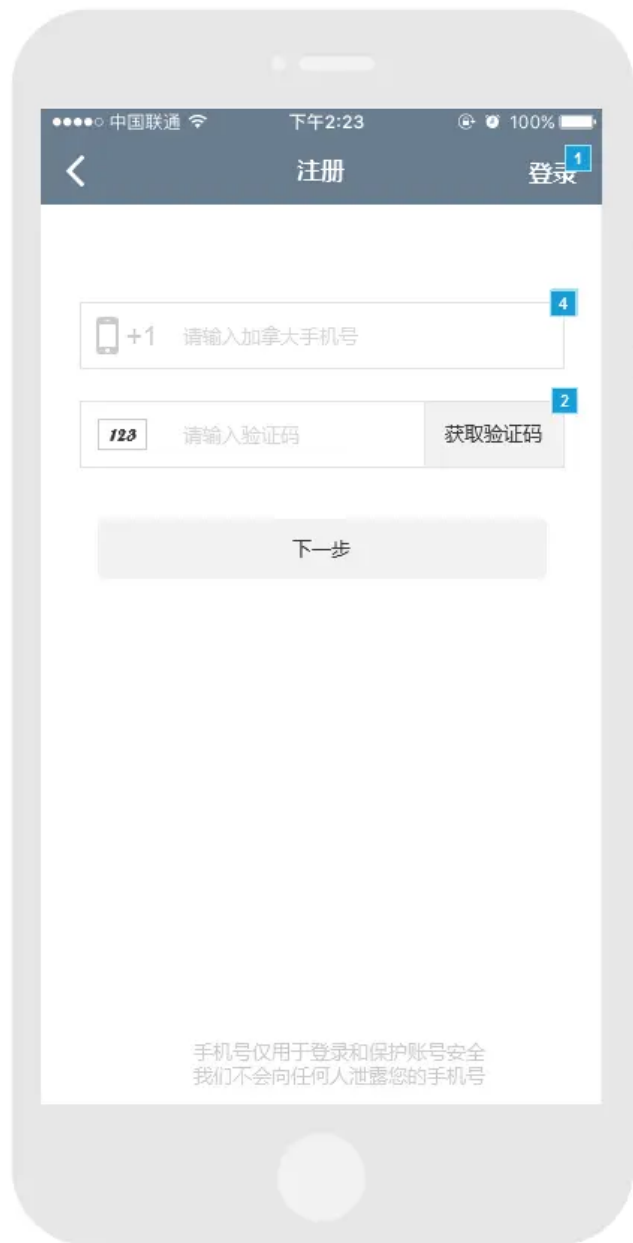 中国联通 下午2:23 100%
注册 登录 1
4
+1 请输入加拿大手机号
2
123 请输入验证码 获取验证码
下一步
手机号仅用于登录和保护账号安全
我们不会向任何人泄露您的手机号